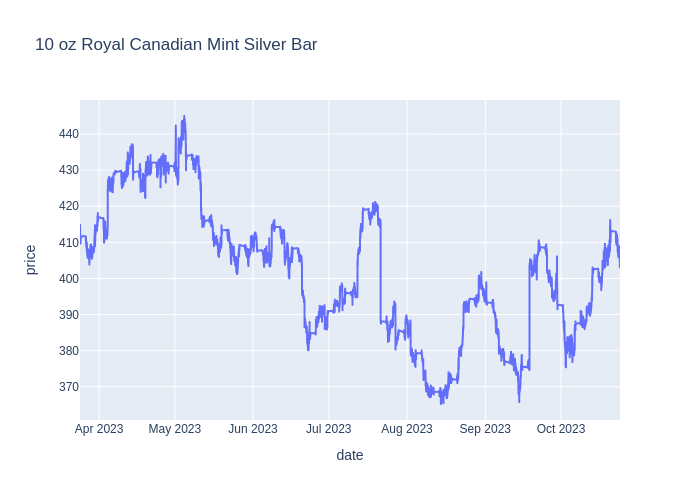 10 oz Royal Canadian Mint Silver Bar
440
430
420
410
400
390
380
370
price
Apr 2023 May 2023 Jun 2023 Jul 2023 Aug 2023 Sep 2023 Oct 2023
date